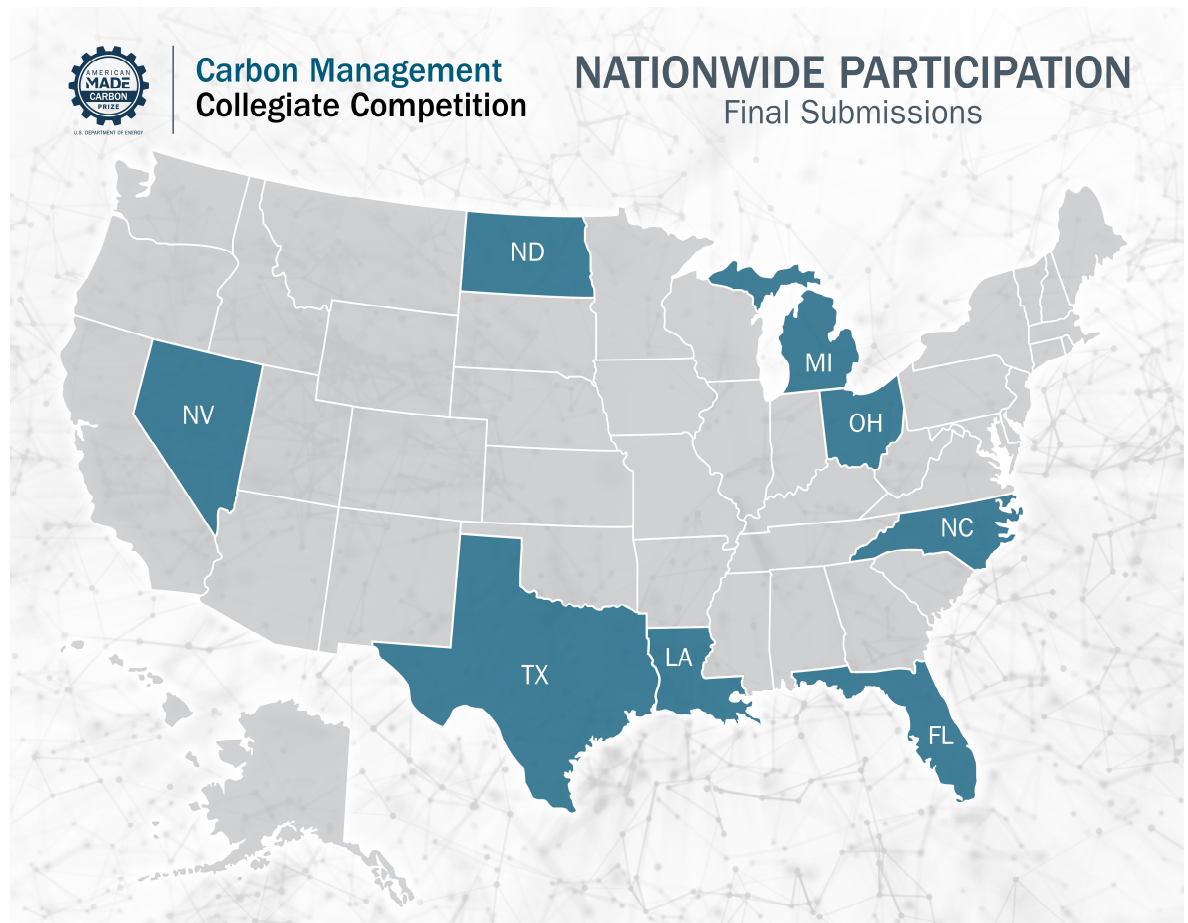 AMERICAN
MADE
CARBON
PRIZE
U.S. DEPARTMENT OF ENERGY
Carbon Management
Collegiate Competition
NATIONWIDE PARTICIPATION
Final Submissions
ND
MI
NV
OH
NC
LA
TX
FL